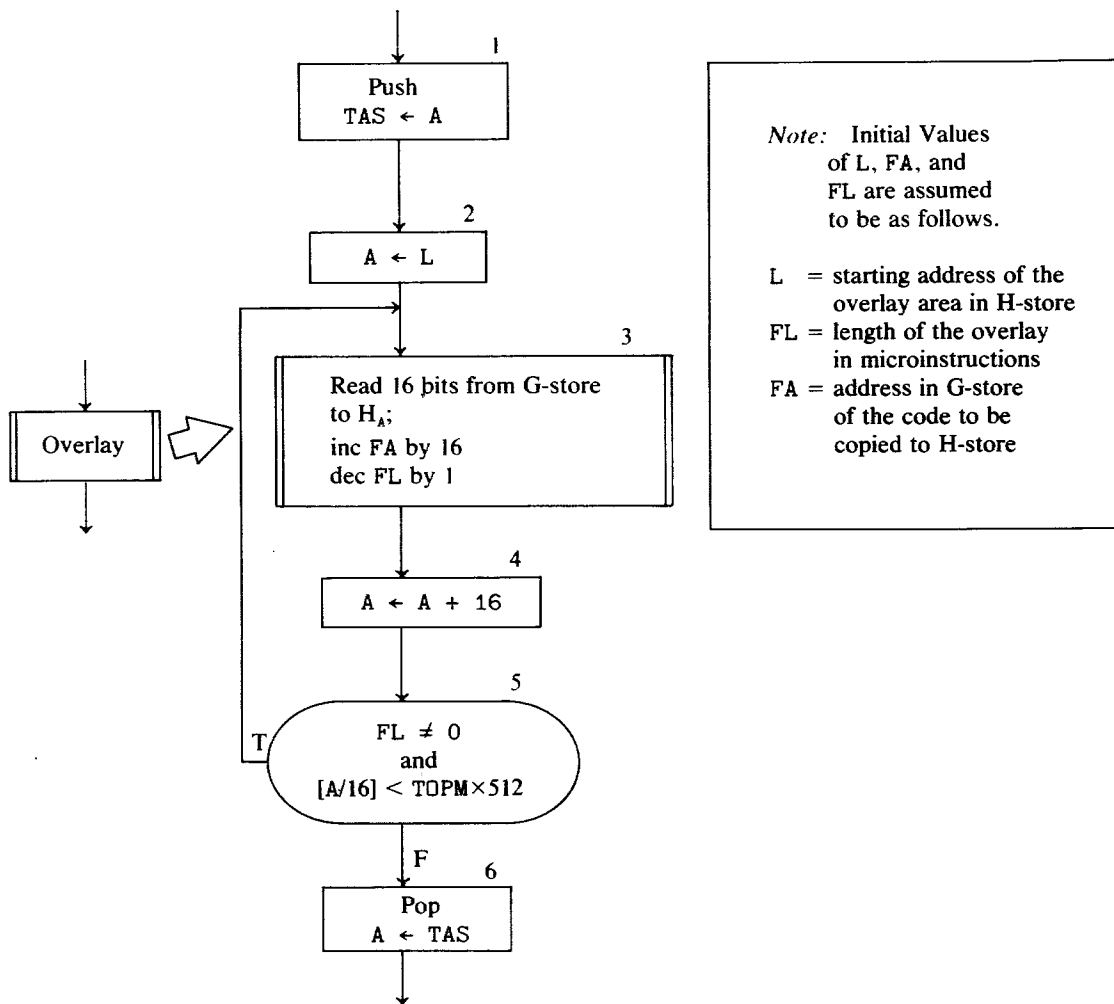 1
Push
TAS ← A
2
A ← L
3
Read 16 bits from G-store
to H_A;
inc FA by 16
dec FL by 1
Overlay
4
A ← A + 16
5
FL ≠ 0
and
[A/16] < TOPM×512
T
F
6
Pop
A ← TAS
Note: Initial Values
of L, FA, and
FL are assumed
to be as follows.
L = starting address of the
overlay area in H-store
FL = length of the overlay
in microinstructions
FA = address in G-store
of the code to be
copied to H-store